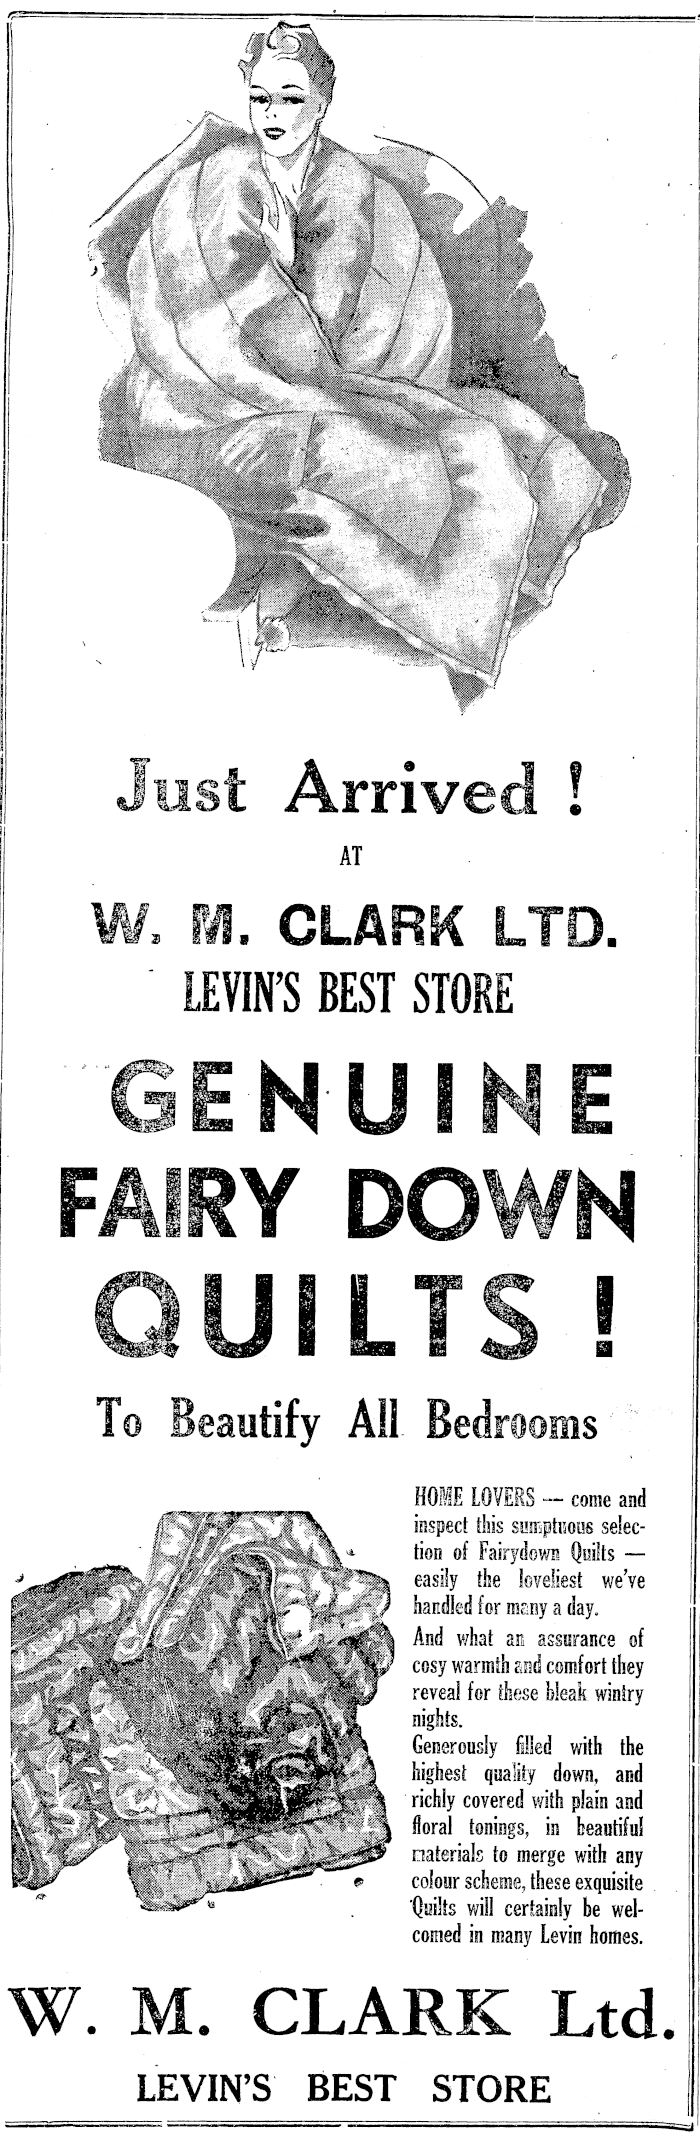 Just Arrived !
AT
W. M. CLARK LTD.
LEVIN'S BEST STORE
GENUINE
FAIRY DOWN
QUILTS !
To Beautify All Bedrooms
HOME LOVERS — come and
inspect this sumptuous selec-
tion of Fairydown Quilts —
easily the loveliest we've
handled for many a day.
And what an assurance of
cosy warmth and comfort they
reveal for these bleak wintry
nights.
Generously filled with the
highest quality down, and
richly covered with plain and
floral tonings, in beautiful
materials to merge with any
colour scheme, these exquisite
Quilts will certainly be wel-
comed in many Levin homes.
W. M. CLARK Ltd.
LEVIN'S BEST STORE